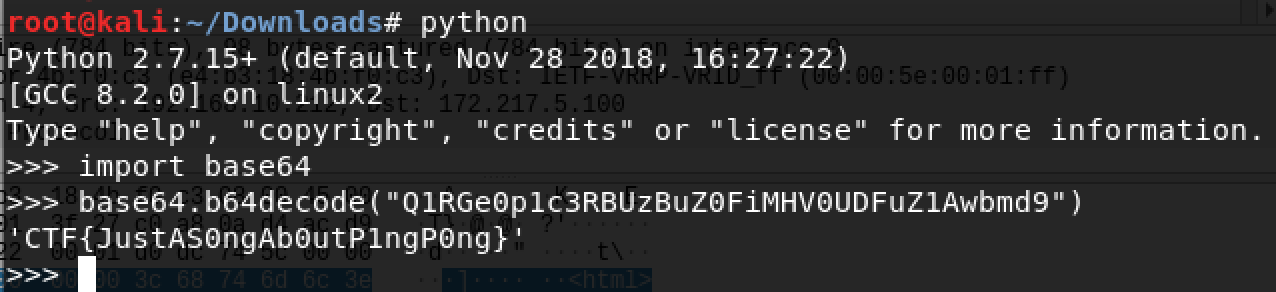 root@kali:~/Downloads# python
Python 2.7.15+ (default, Nov 28 2018, 16:27:22)
[GCC 8.2.0] on linux2
Type "help", "copyright", "credits" or "license" for more information.
>>> import base64
>>> base64.b64decode("Q1RGe0p1c3RBUzBuZ0FiMHV0UDFuZ1Awbmd9")
'CTF{JustAS0ngAb0utP1ngP0ng}'
>>>